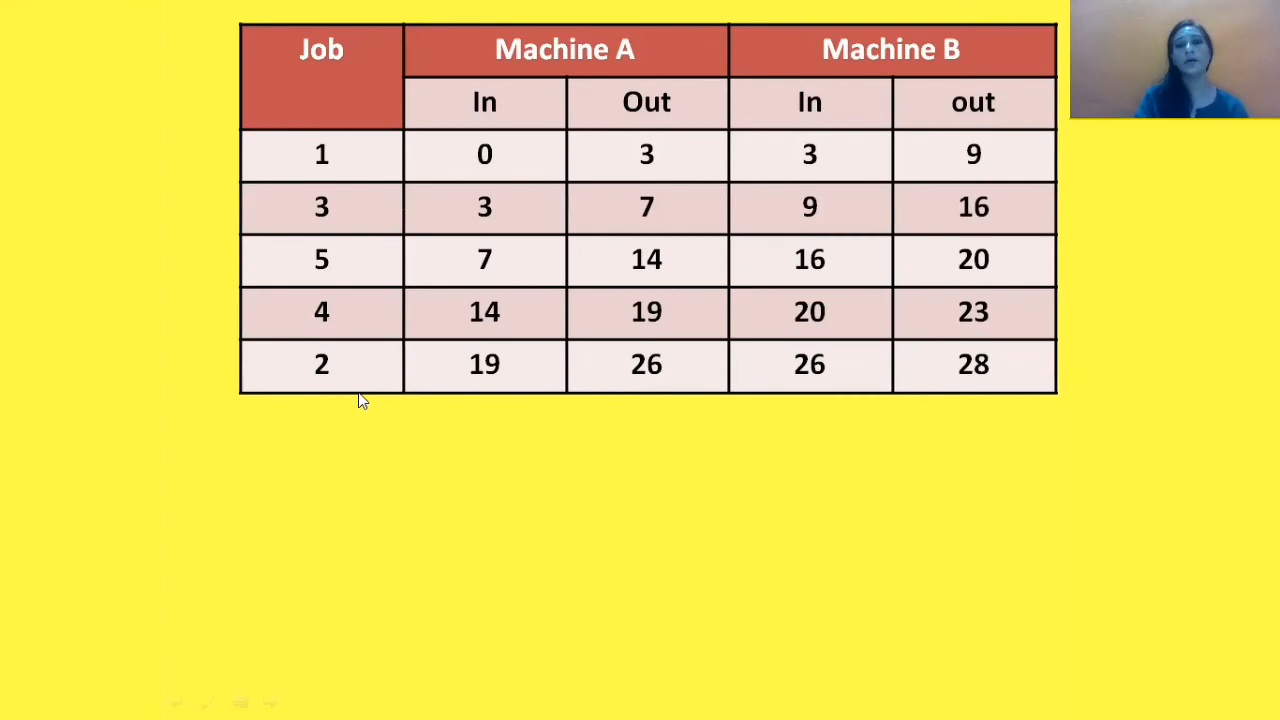 Job Machine A Machine B
In Out In out
1 0 3 3 9
3 3 7 9 16
5 7 14 16 20
4 14 19 20 23
2 19 26 26 28